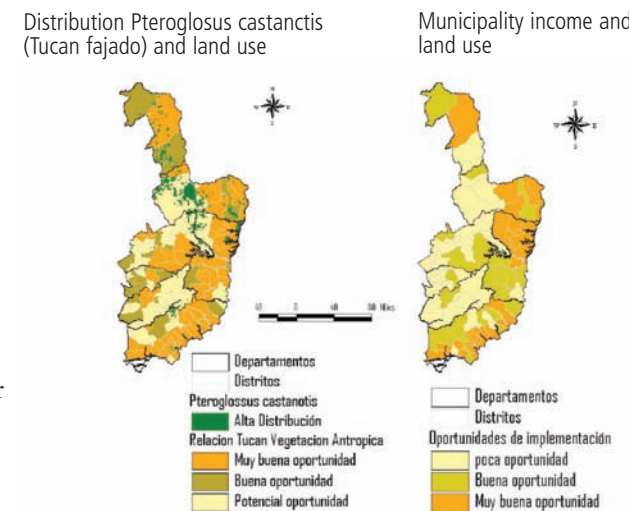 Distribution Pteroglosus castanctis
(Tucan fajado) and land use
Departamentos
Distritos
Pteroglossus castanotis
Alta Distribución
Relacion Tucan Vegetacion Antropica
Muy buena oportunidad
Buena oportunidad
Potencial oportunidad
Municipality income and
land use
Departamentos
Distritos
Oportunidades de implementación
poca oportunidad
Buena oportunidad
Muy buena oportunidad
r